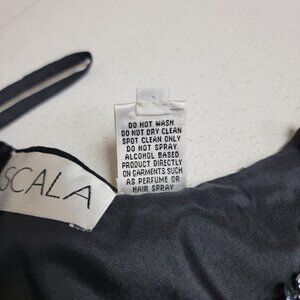 DO NOT WASH
DO NOT DRY CLEAN
SPOT CLEAN ONLY
DO NOT SPRAY
ALCOHOL BASED
PRODUCT DIRECTLY
ON GARMENTS SUCH
AS PERFUME OR
HAIR SPRAY
SCALA